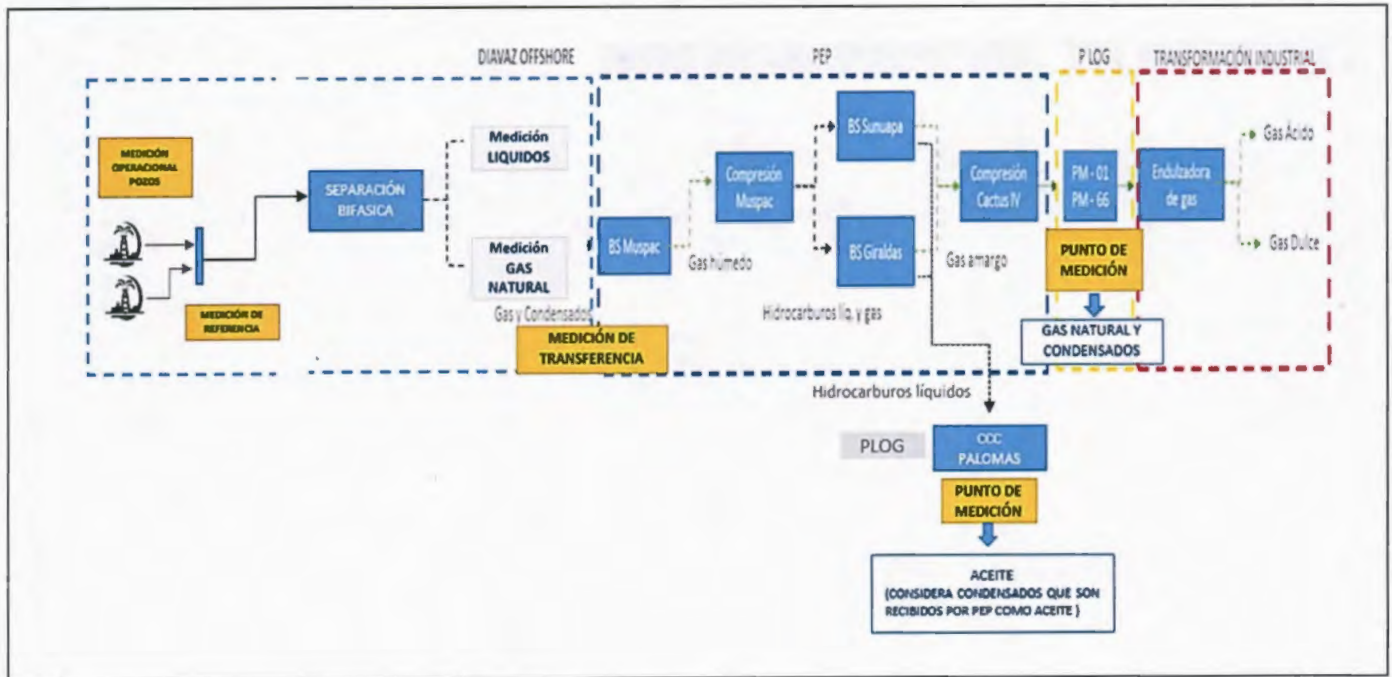 DIAVAZ OFFSHORE
PEP
P LOG
TRANSFORMACIÓN INDUSTRIAL
MEDICIÓN
OPERACIONAL
POZOS
MEDICIÓN DE
REFERENCIA
SEPARACIÓN
BIFASICA
Medición
LIQUIDOS
Medición
GAS
NATURAL
Gas y Condensados
MEDICIÓN DE
TRANSFERENCIA
BS Muspac
Gas húmedo
Compresión
Muspac
Hidrocarburos líq. y gas
BS Sunuapa
BS Giraldas
Gas amargo
Compresión
Cactus IV
PM - 01
PM - 66
PUNTO DE
MEDICIÓN
GAS NATURAL Y
CONDENSADOS
Endulzadora
de gas
Gas Ácido
Gas Dulce
Hidrocarburos líquidos
PLOG
CCC
PALOMAS
PUNTO DE
MEDICIÓN
ACEITE
(CONSIDERA CONDENSADOS QUE SON
RECIBIDOS POR PEP COMO ACEITE )